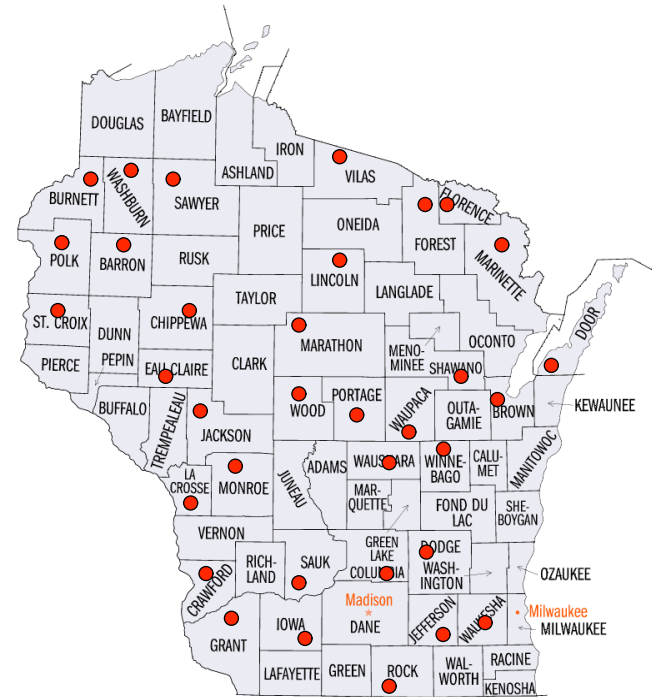 BAYFIELD
DOUGLAS
IRON
ASHLAND
VILAS
WASHBURN
BURNETT
SAWYER
FLORENCE
ONEIDA
PRICE
FOREST
POLK
BARRON
RUSK
MARINETTE
LINCOLN
LANGLADE
TAYLOR
DOOR
ST. CROIX
CHIPPEWA
DUNN
MARATHON
OCONTO
PIERCE
PEPIN
CLARK
MENO-
MINEE
EAU CLAIRE
SHAWANO
PORTAGE
WOOD
WAUPACA
BUFFALO
TREMPEALEAU
OUTA-
GAMIE
BROWN
KEWAUNEE
JACKSON
MANITOWOC
ADAMS
WAUSHARA
WINNE-
BAGO
CALU-
MET
LA
CROSSE
MONROE
JUNEAU
MAR-
QUETTE
FOND DU
LAC
SHE-
BOYGAN
VERNON
GREEN
LAKE
DODGE
RICH-
LAND
SAUK
COLUMBIA
WASH-
INGTON
OZAUKEE
CRAWFORD
Madison
Milwaukee
IOWA
DANE
JEFFERSON
WAUKESHA
MILWAUKEE
GRANT
LAFAYETTE
GREEN
ROCK
WAL-
WORTH
RACINE
KENOSHA